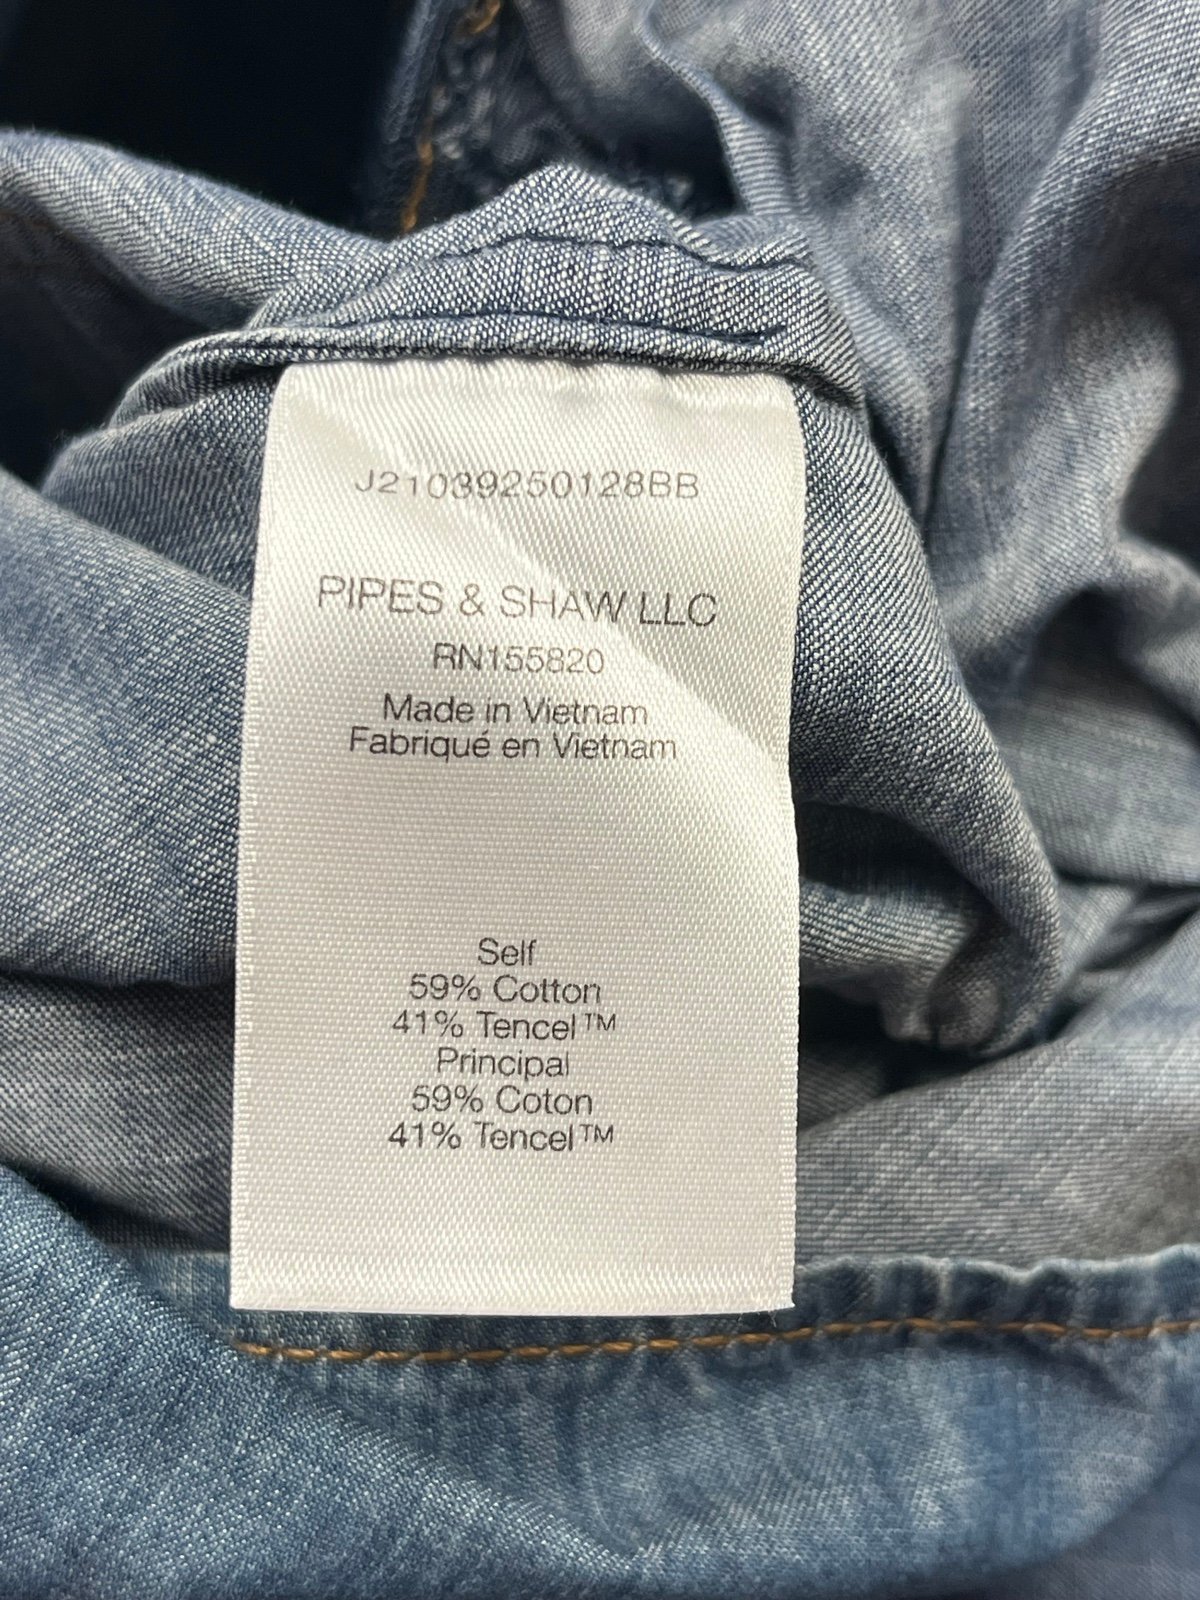 J21039250128BB
PIPES & SHAW LLC
RN155820
Made in Vietnam
Fabriqué en Vietnam
Self
59% Cotton
41% Tencel™
Principal
59% Coton
41% Tencel™